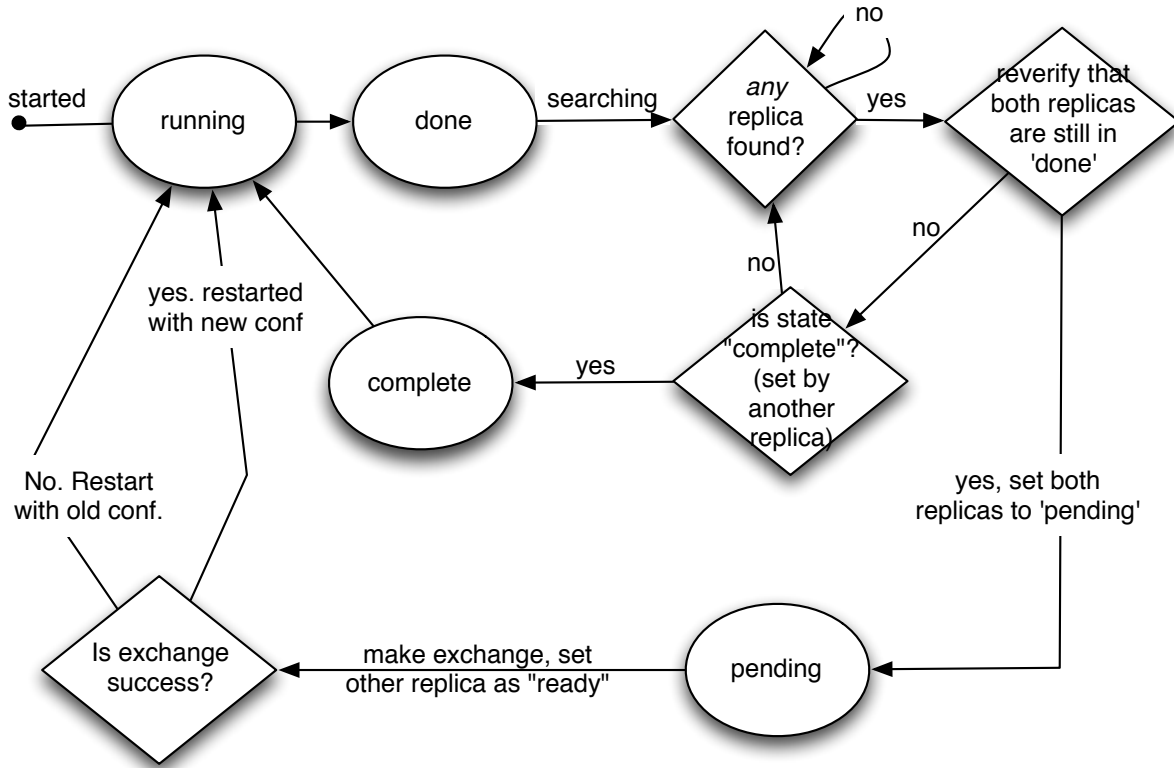 no
started
running
done
searching
any
replica
found?
yes
reverify that
both replicas
are still in
'done'
no
no
yes. restarted
with new conf
is state
"complete"?
(set by
another
replica)
yes
complete
No. Restart
with old conf.
yes, set both
replicas to 'pending'
Is exchange
success?
make exchange, set
other replica as "ready"
pending